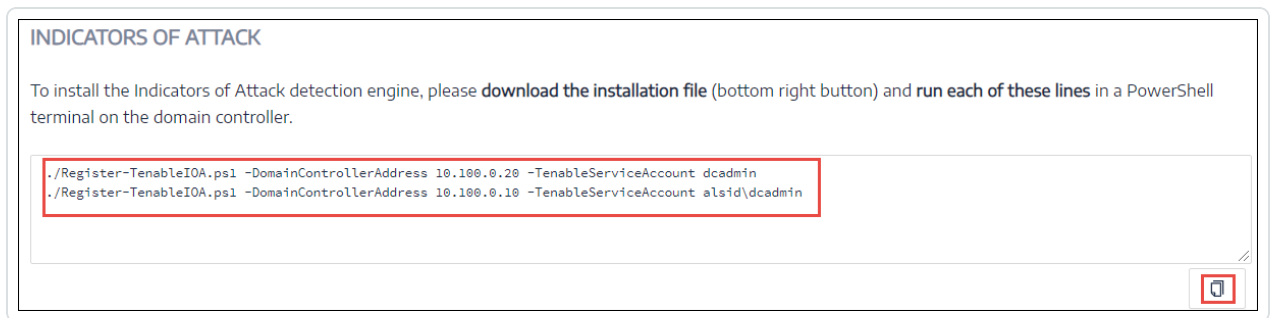 INDICATORS OF ATTACK
To install the Indicators of Attack detection engine, please download the installation file (bottom right button) and run each of these lines in a PowerShell
terminal on the domain controller.
./Register-TenableIOA.ps1 -DomainControllerAddress 10.100.0.20 -TenableServiceAccount dcadmin
./Register-TenableIOA.ps1 -DomainControllerAddress 10.100.0.10 -TenableServiceAccount alsid\dcadmin